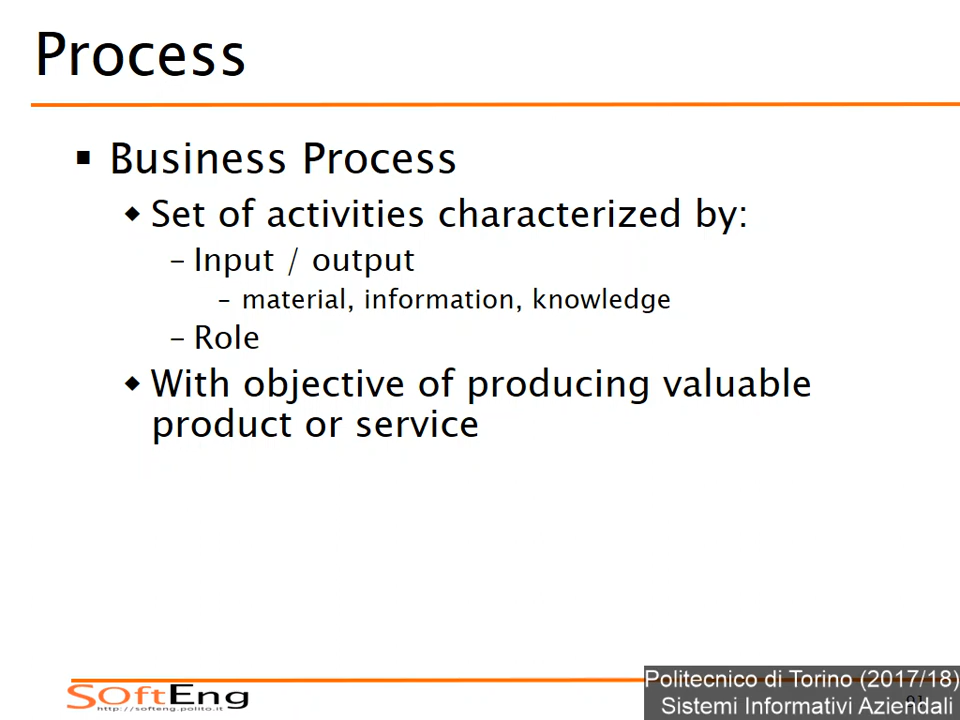 Process
Business Process
Set of activities characterized by:
– Input / output
– material, information, knowledge
– Role
With objective of producing valuable
product or service
SoftEng
http://softeng.polito.it
Politecnico di Torino (2017/18)
Sistemi Informativi Aziendali